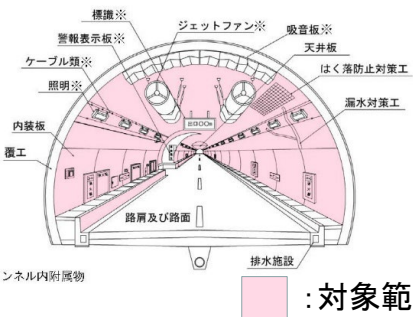 標識※
ジェットファン※
吸音板※
警報表示板※
天井板
ケーブル類※
はく落防止対策工
照明※
漏水対策工
内装板
覆工
路肩及び路面
排水施設
ンネル内附属物
：対象範